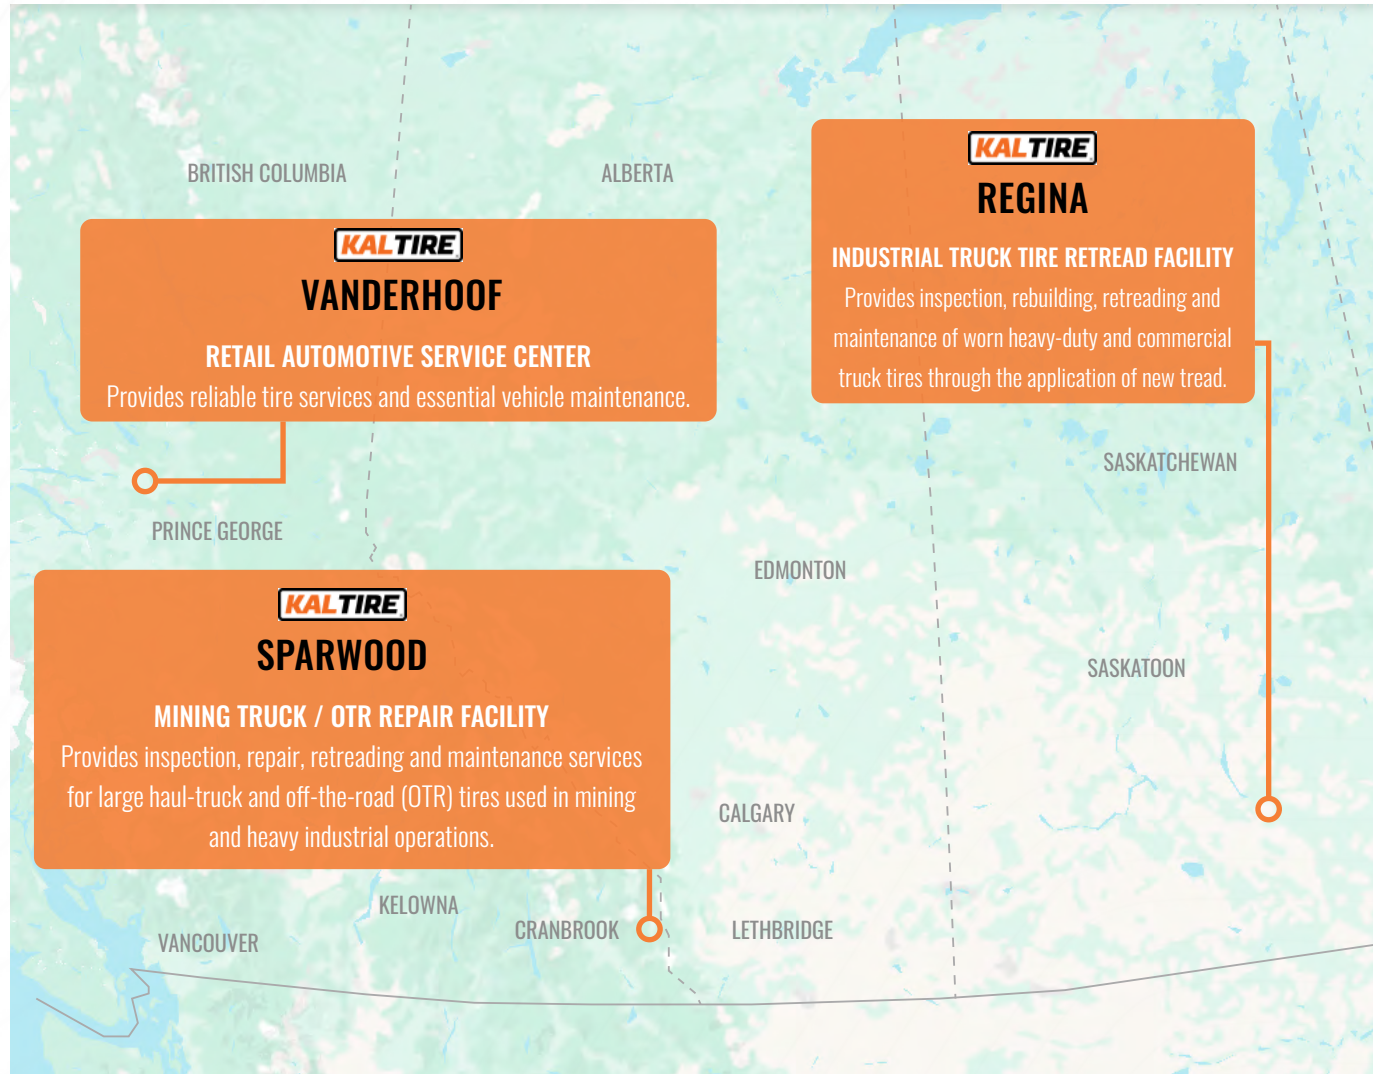 BRITISH COLUMBIA
ALBERTA
KALTIRE
REGINA
INDUSTRIAL TRUCK TIRE RETREAD FACILITY
Provides inspection, rebuilding, retreading and
maintenance of worn heavy-duty and commercial
truck tires through the application of new tread.
KALTIRE
VANDERHOOF
RETAIL AUTOMOTIVE SERVICE CENTER
Provides reliable tire services and essential vehicle maintenance.
SASKATCHEWAN
PRINCE GEORGE
EDMONTON
KALTIRE
SPARWOOD
MINING TRUCK / OTR REPAIR FACILITY
Provides inspection, repair, retreading and maintenance services
for large haul-truck and off-the-road (OTR) tires used in mining
and heavy industrial operations.
SASKATOON
CALGARY
KELOWNA
CRANBROOK
LETHBRIDGE
VANCOUVER